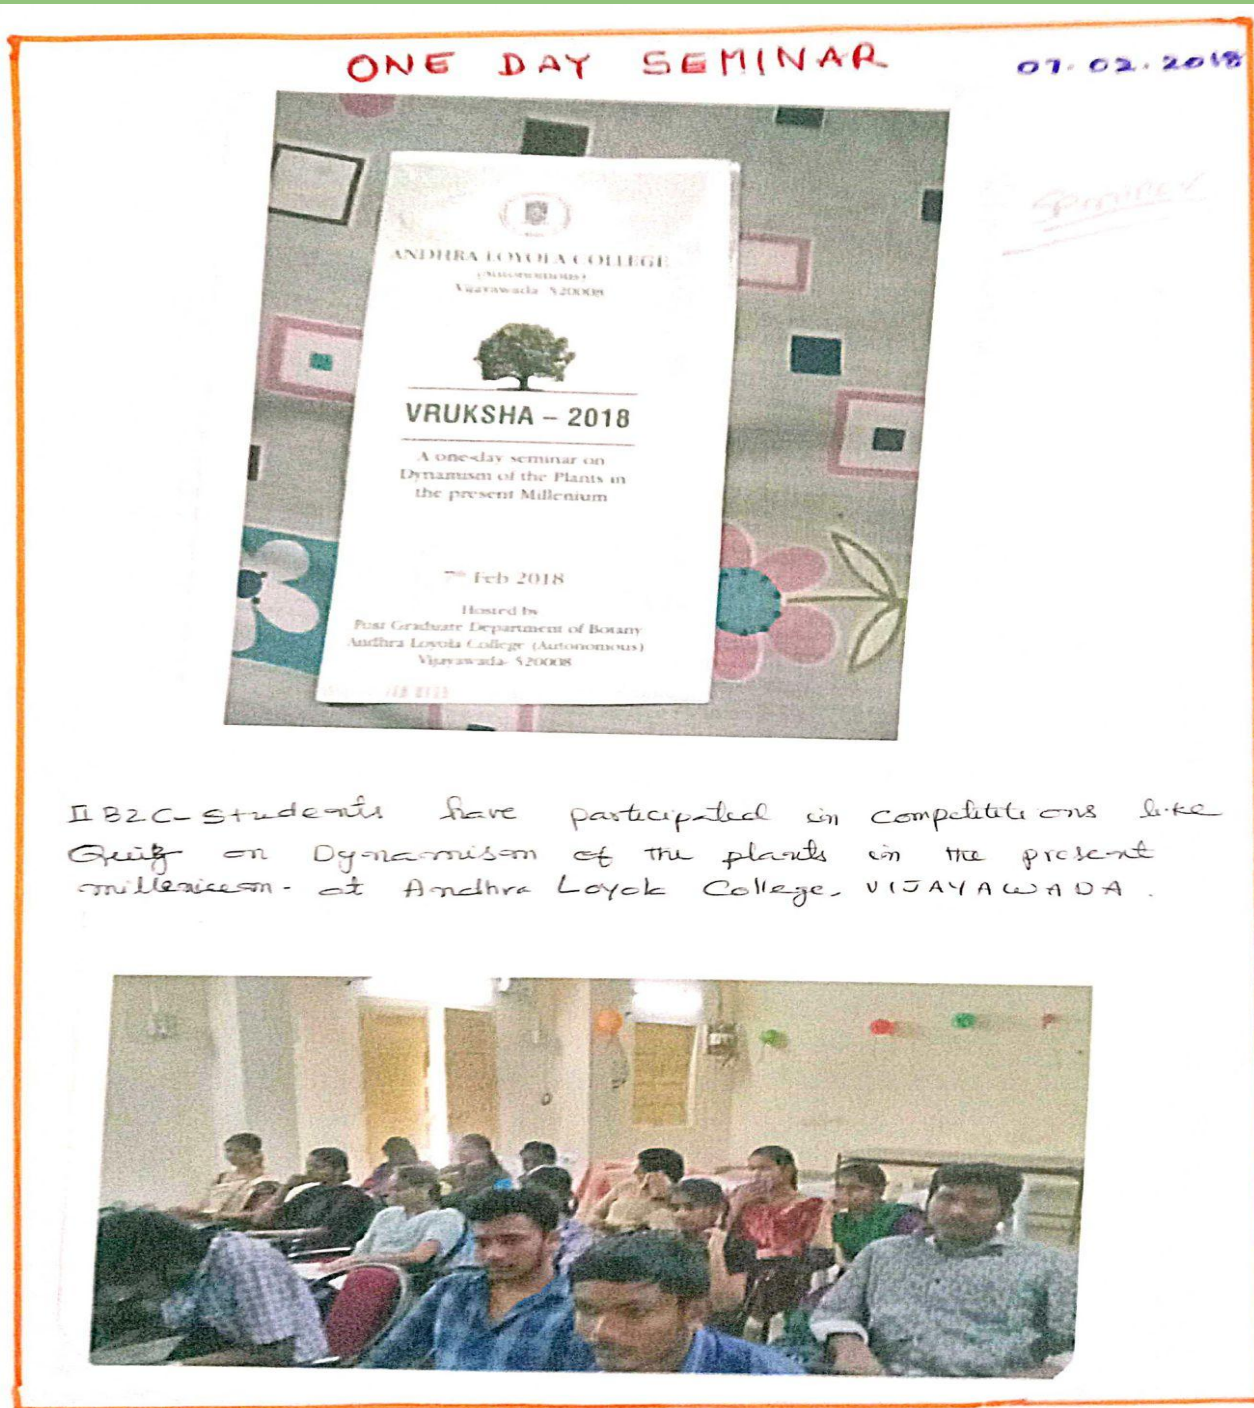 ONE DAY SEMINAR
07.02.2018
ANDHRA LOYOLA COLLEGE
(Autonomous)
Vijayawada- 520008
VRUKSHA – 2018
A one-day seminar on
Dynamism of the Plants in
the present Millenium
7th Feb 2018
Hosted by
Post Graduate Department of Botany
Andhra Loyola College (Autonomous)
Vijayawada- 520008
II BZC- students have participated in competitions like
Quiz on Dynamism of the plants in the present
millenium- at Andhra Loyola College, VIJAYAWADA.